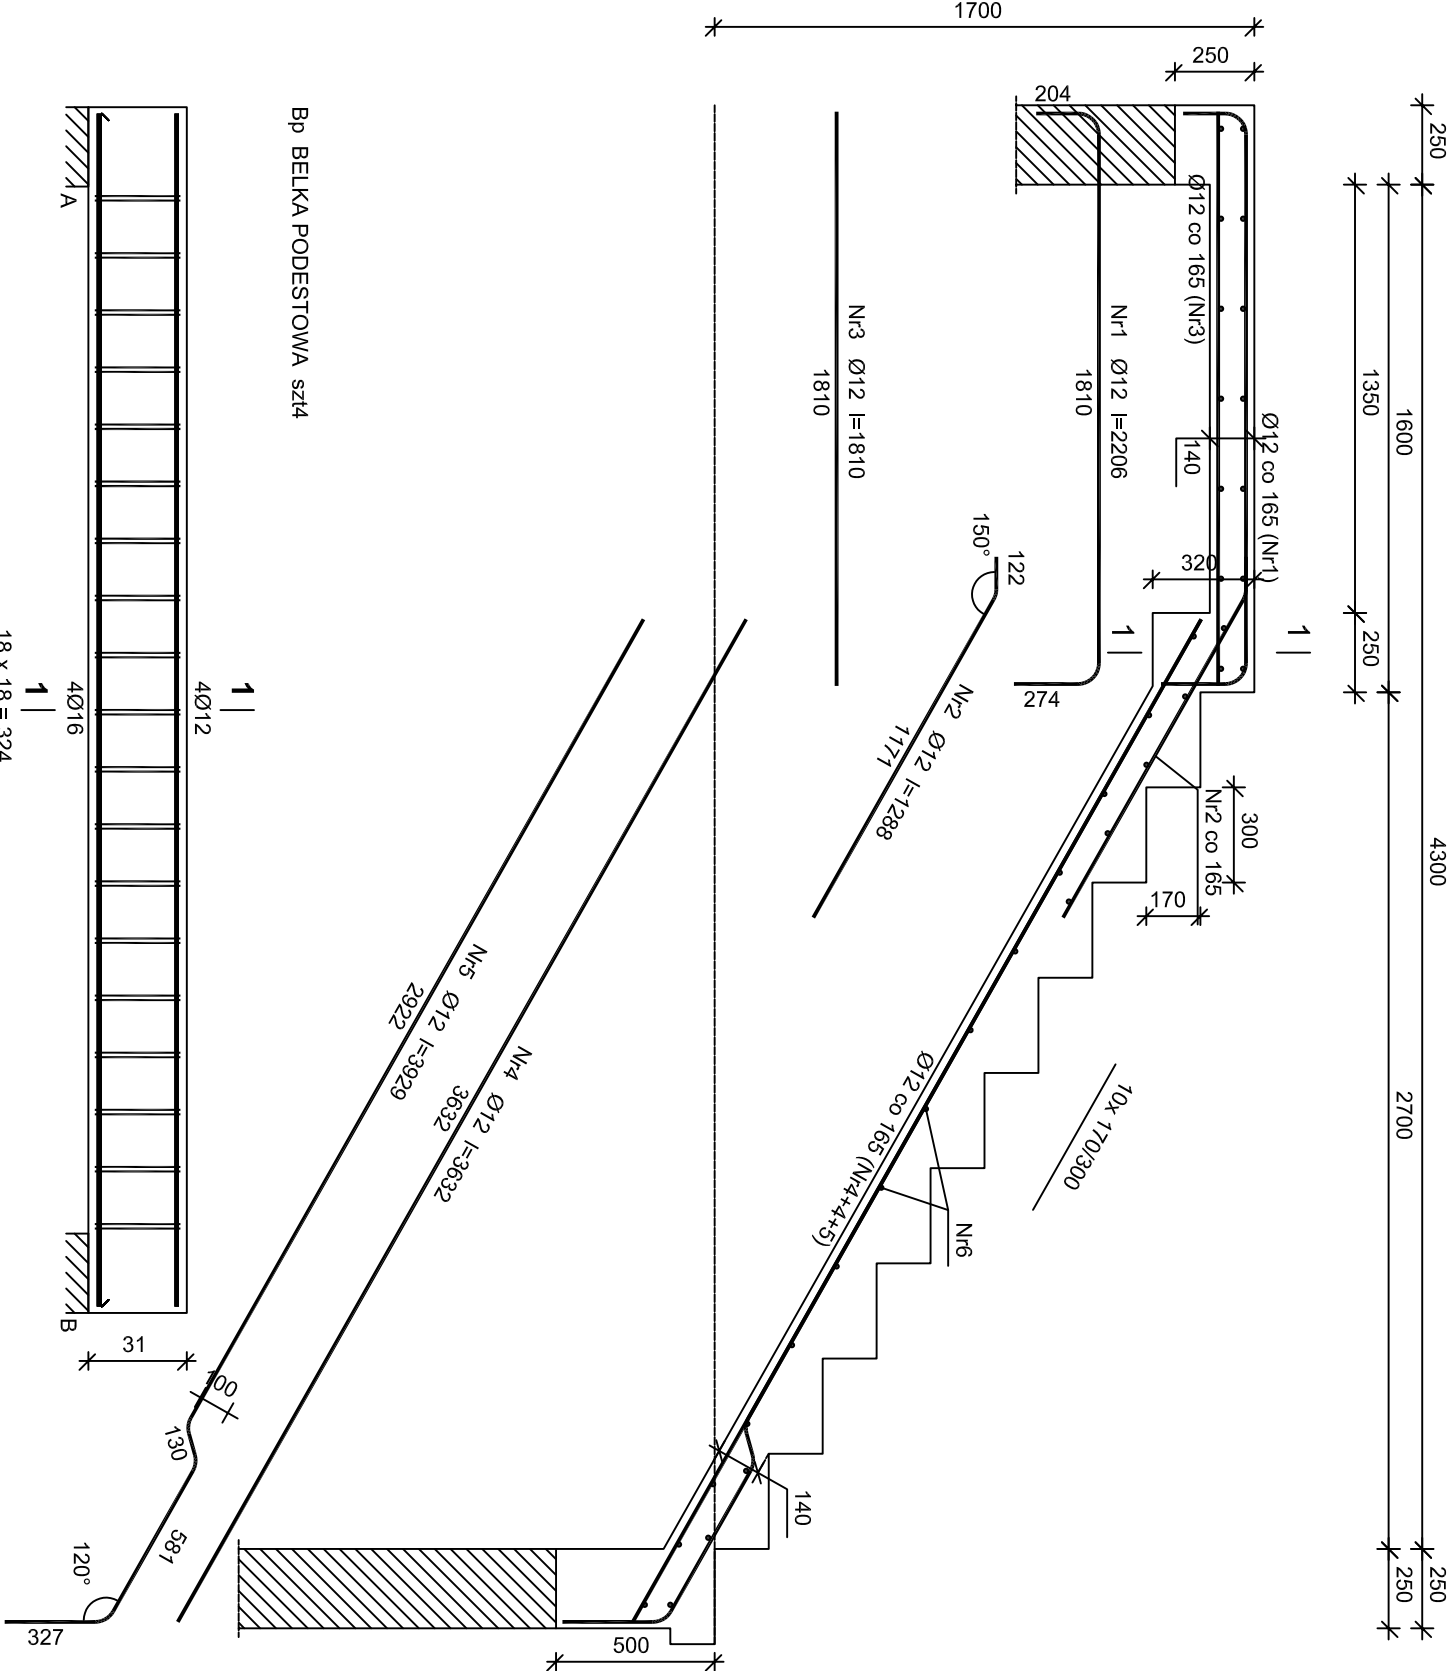 1700
250
204
250
4300
250
1600
2700
250
1350
250
Ø12 co 165 (Nr3)
Ø12 co 165 (Nr1)
140
320
1
1
Nr1 Ø12 l=2206
1810
274
Nr3 Ø12 l=1810
1810
122
150°
Nr2 Ø12 l=1288
1171
Nr2 co 165
300
170
10x 170/300
Ø12 co 165 (Nr4+4+5)
Nr6
140
500
Nr4 Ø12 l=3632
3632
Nr5 Ø12 l=3929
2922
100
130
581
120°
327
Bp BELKA PODESTOWA szt4
A
B
31
1
4Ø12
4Ø16
1
18 x 18 = 324